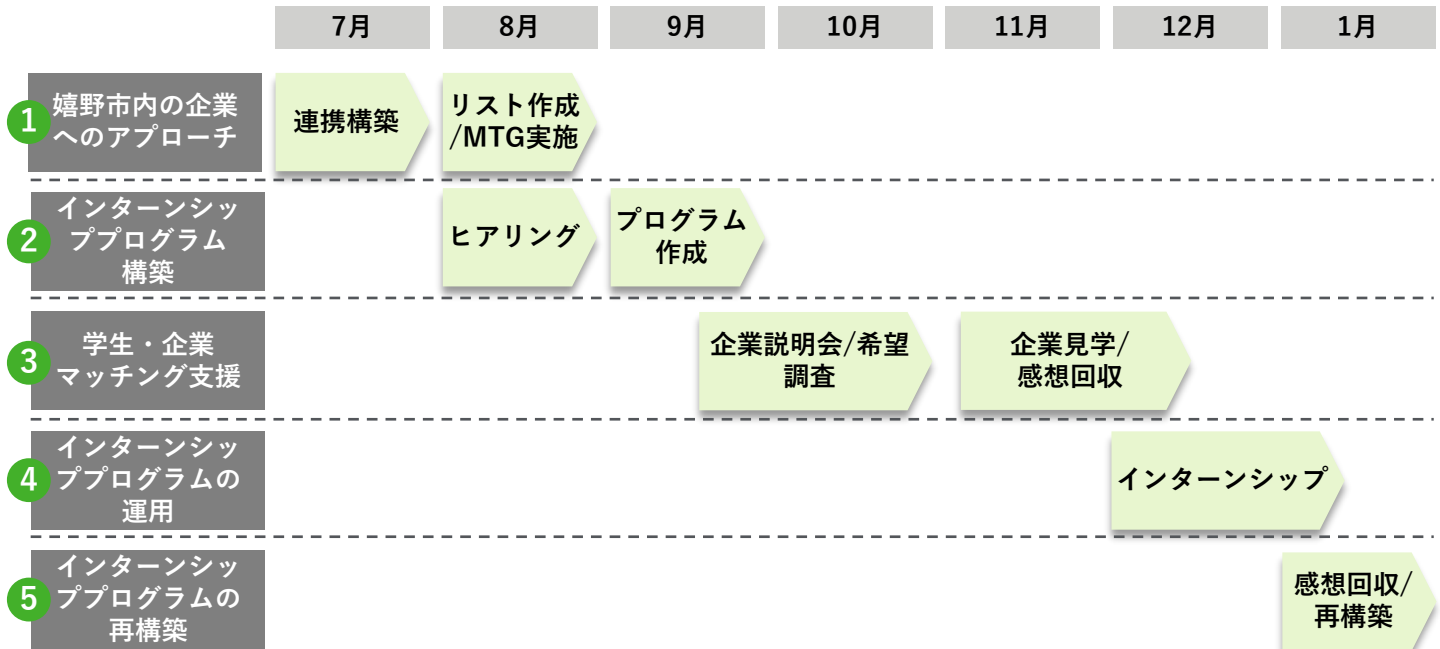 7月
8月
9月
10月
11月
12月
1月
1
嬉野市内の企業
へのアプローチ
連携構築
リスト作成
/MTG実施
2
インターンシッ
ププログラム
構築
ヒアリング
プログラム
作成
3
学生・企業
マッチング支援
企業説明会/希望
調査
企業見学/
感想回収
4
インターンシッ
ププログラムの
運用
インターンシップ
5
インターンシッ
ププログラムの
再構築
感想回収/
再構築